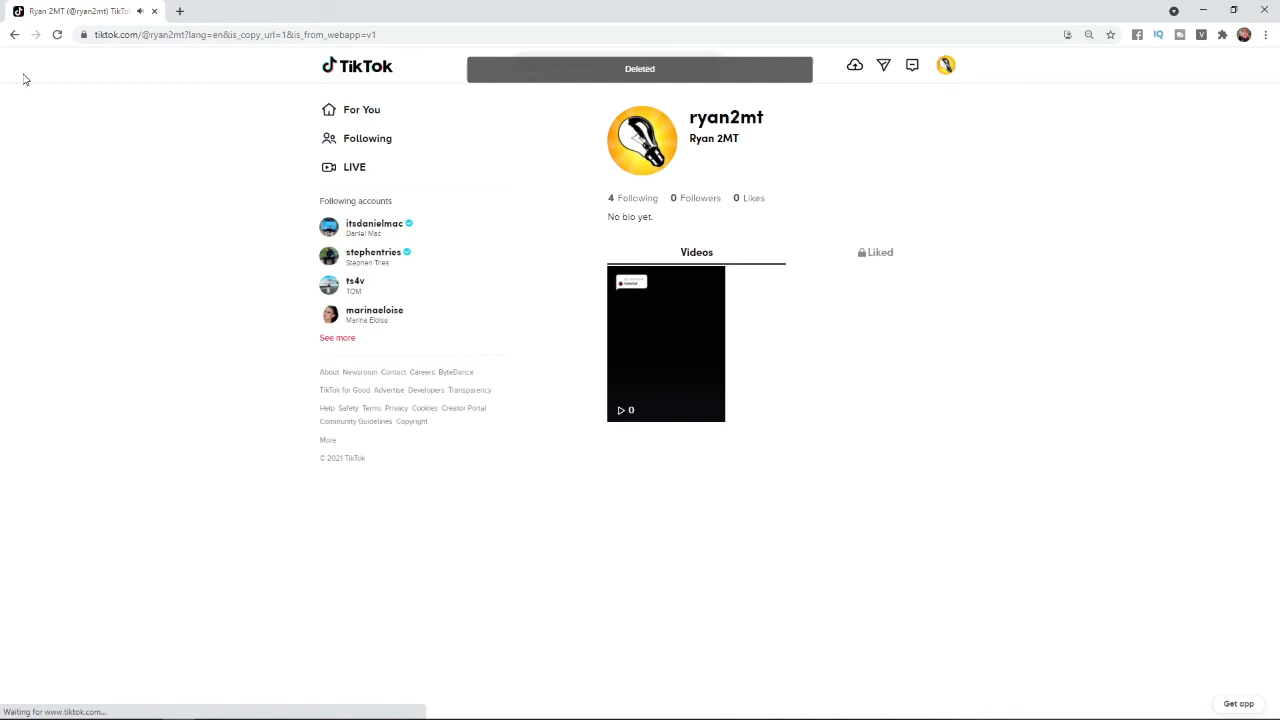 Ryan 2MT (@ryan2mt) TikTo
tiktok.com/@ryan2mt?lang=en&is_copy_url=1&is_from_webapp=v1
TikTok
Deleted
For You
Following
LIVE
Following accounts
itsdanielmac
Daniel Mac
stephentries
Stephen Tries
ts4v
TOM
marinaeloise
Marina Eloise
See more
About Newsroom Contact Careers ByteDance
TikTok for Good Advertise Developers Transparency
Help Safety Terms Privacy Cookies Creator Portal
Community Guidelines Copyright
More
© 2021 TikTok
ryan2mt
Ryan 2MT
4 Following 0 Followers 0 Likes
No bio yet.
Videos
Liked
0
Get app
Waiting for www.tiktok.com...